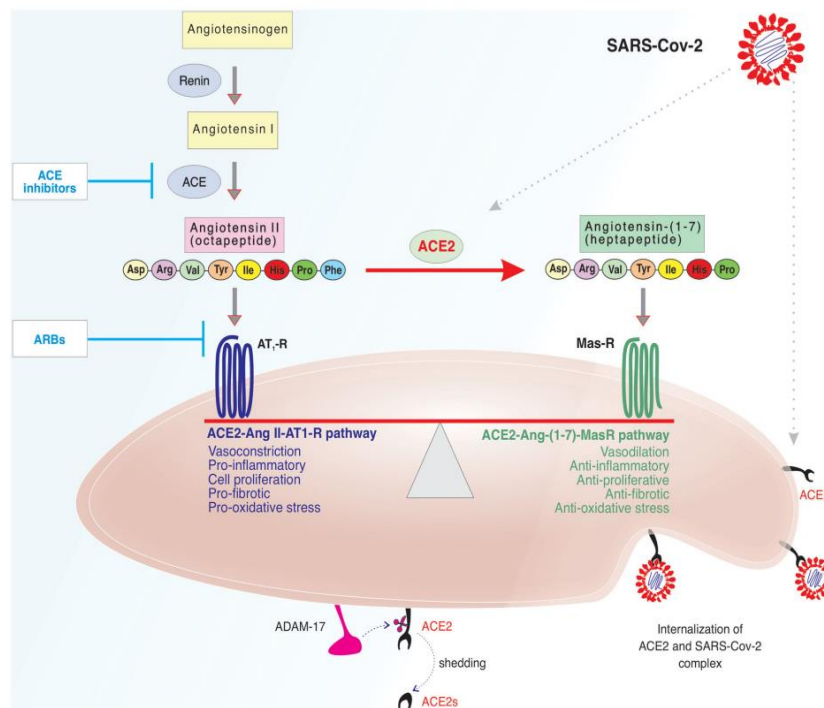 Angiotensinogen
SARS-Cov-2
Renin
Angiotensin I
ACE
inhibitors
ACE
Angiotensin II
(octapeptide)
ACE2
Angiotensin-(1-7)
(heptapeptide)
Asp Arg Val Tyr Ile His Pro Phe
Asp Arg Val Tyr Ile His Pro
ARBs
AT1-R
Mas-R
ACE2-Ang II-AT1-R pathway
Vasoconstriction
Pro-inflammatory
Cell proliferation
Pro-fibrotic
Pro-oxidative stress
ACE2-Ang-(1-7)-MasR pathway
Vasodilation
Anti-inflammatory
Anti-proliferative
Anti-fibrotic
Anti-oxidative stress
ACE
ADAM-17
ACE2
shedding
ACE2s
Internalization of
ACE2 and SARS-Cov-2
complex